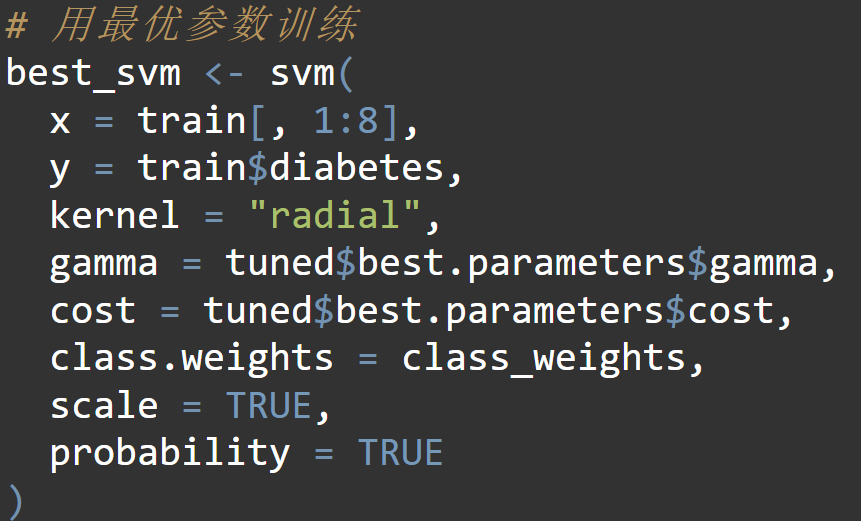 # 用最优参数训练
best_svm <- svm(
  x = train[, 1:8],
  y = train$diabetes,
  kernel = "radial",
  gamma = tuned$best.parameters$gamma,
  cost = tuned$best.parameters$cost,
  class.weights = class_weights,
  scale = TRUE,
  probability = TRUE
)